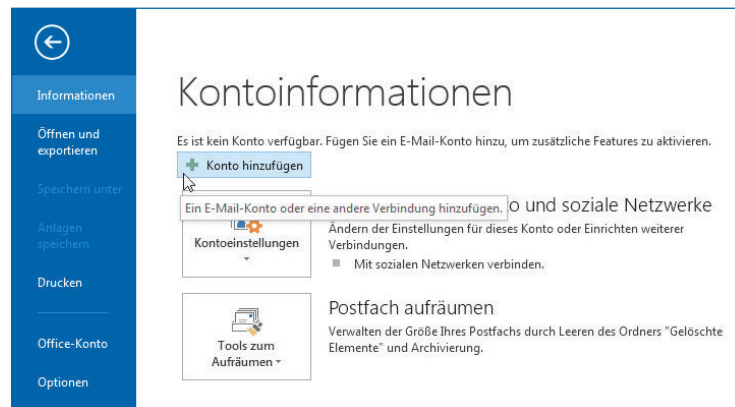 Informationen
Öffnen und
exportieren
Speichern unter
Anlagen
speichern
Drucken
Office-Konto
Optionen
Kontoinformationen
Es ist kein Konto verfügbar. Fügen Sie ein E-Mail-Konto hinzu, um zusätzliche Features zu aktivieren.
Konto hinzufügen
Ein E-Mail-Konto oder eine andere Verbindung hinzufügen.
o und soziale Netzwerke
Kontoeinstellungen
Ändern der Einstellungen für dieses Konto oder Einrichten weiterer
Verbindungen.
Mit sozialen Netzwerken verbinden.
Tools zum
Aufräumen
Postfach aufräumen
Verwalten der Größe Ihres Postfachs durch Leeren des Ordners "Gelöschte
Elemente" und Archivierung.